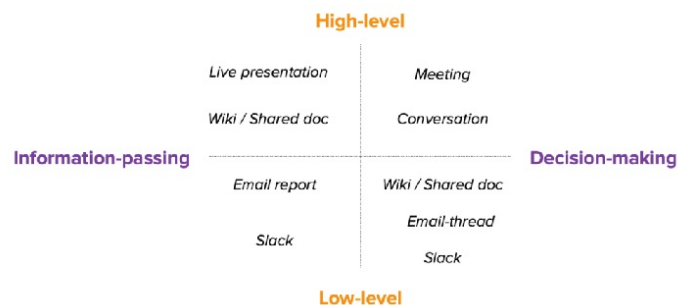 High-level
Live presentation
Meeting
Wiki / Shared doc
Conversation
Information-passing
Decision-making
Email report
Wiki / Shared doc
Email-thread
Slack
Slack
Low-level